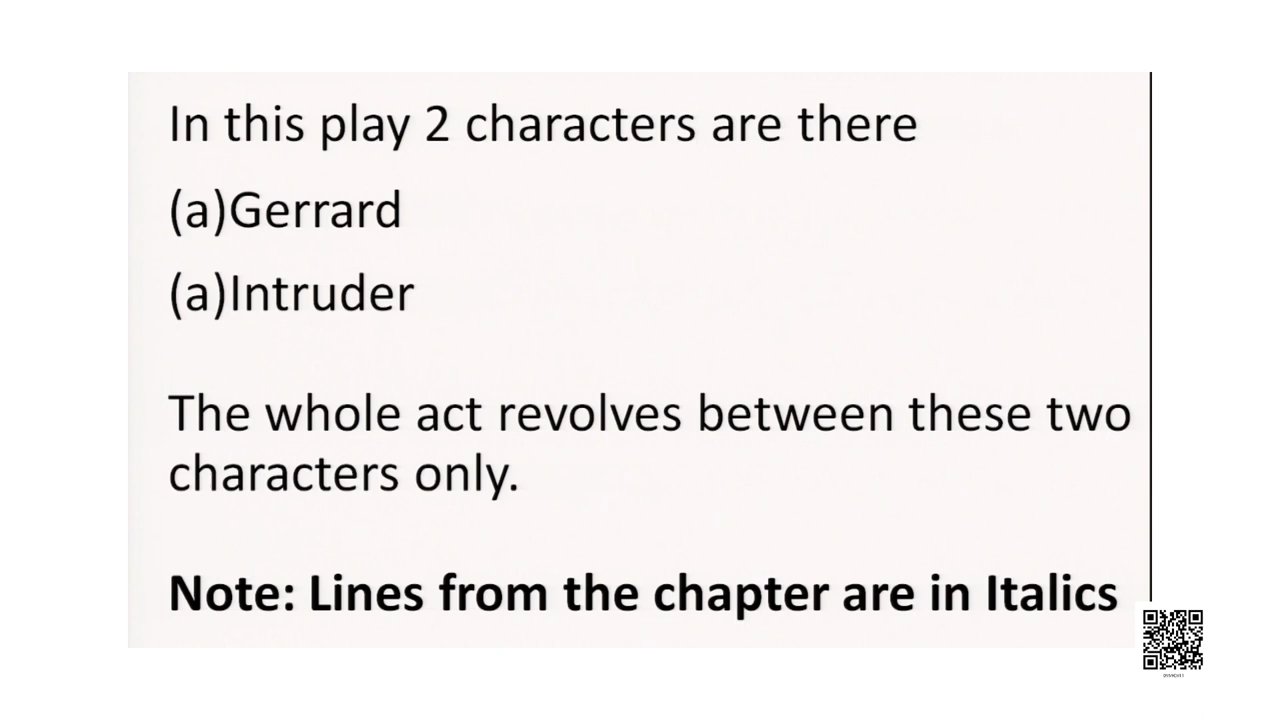 In this play 2 characters are there
(a)Gerrard
(a)Intruder
The whole act revolves between these two
characters only.
Note: Lines from the chapter are in Italics